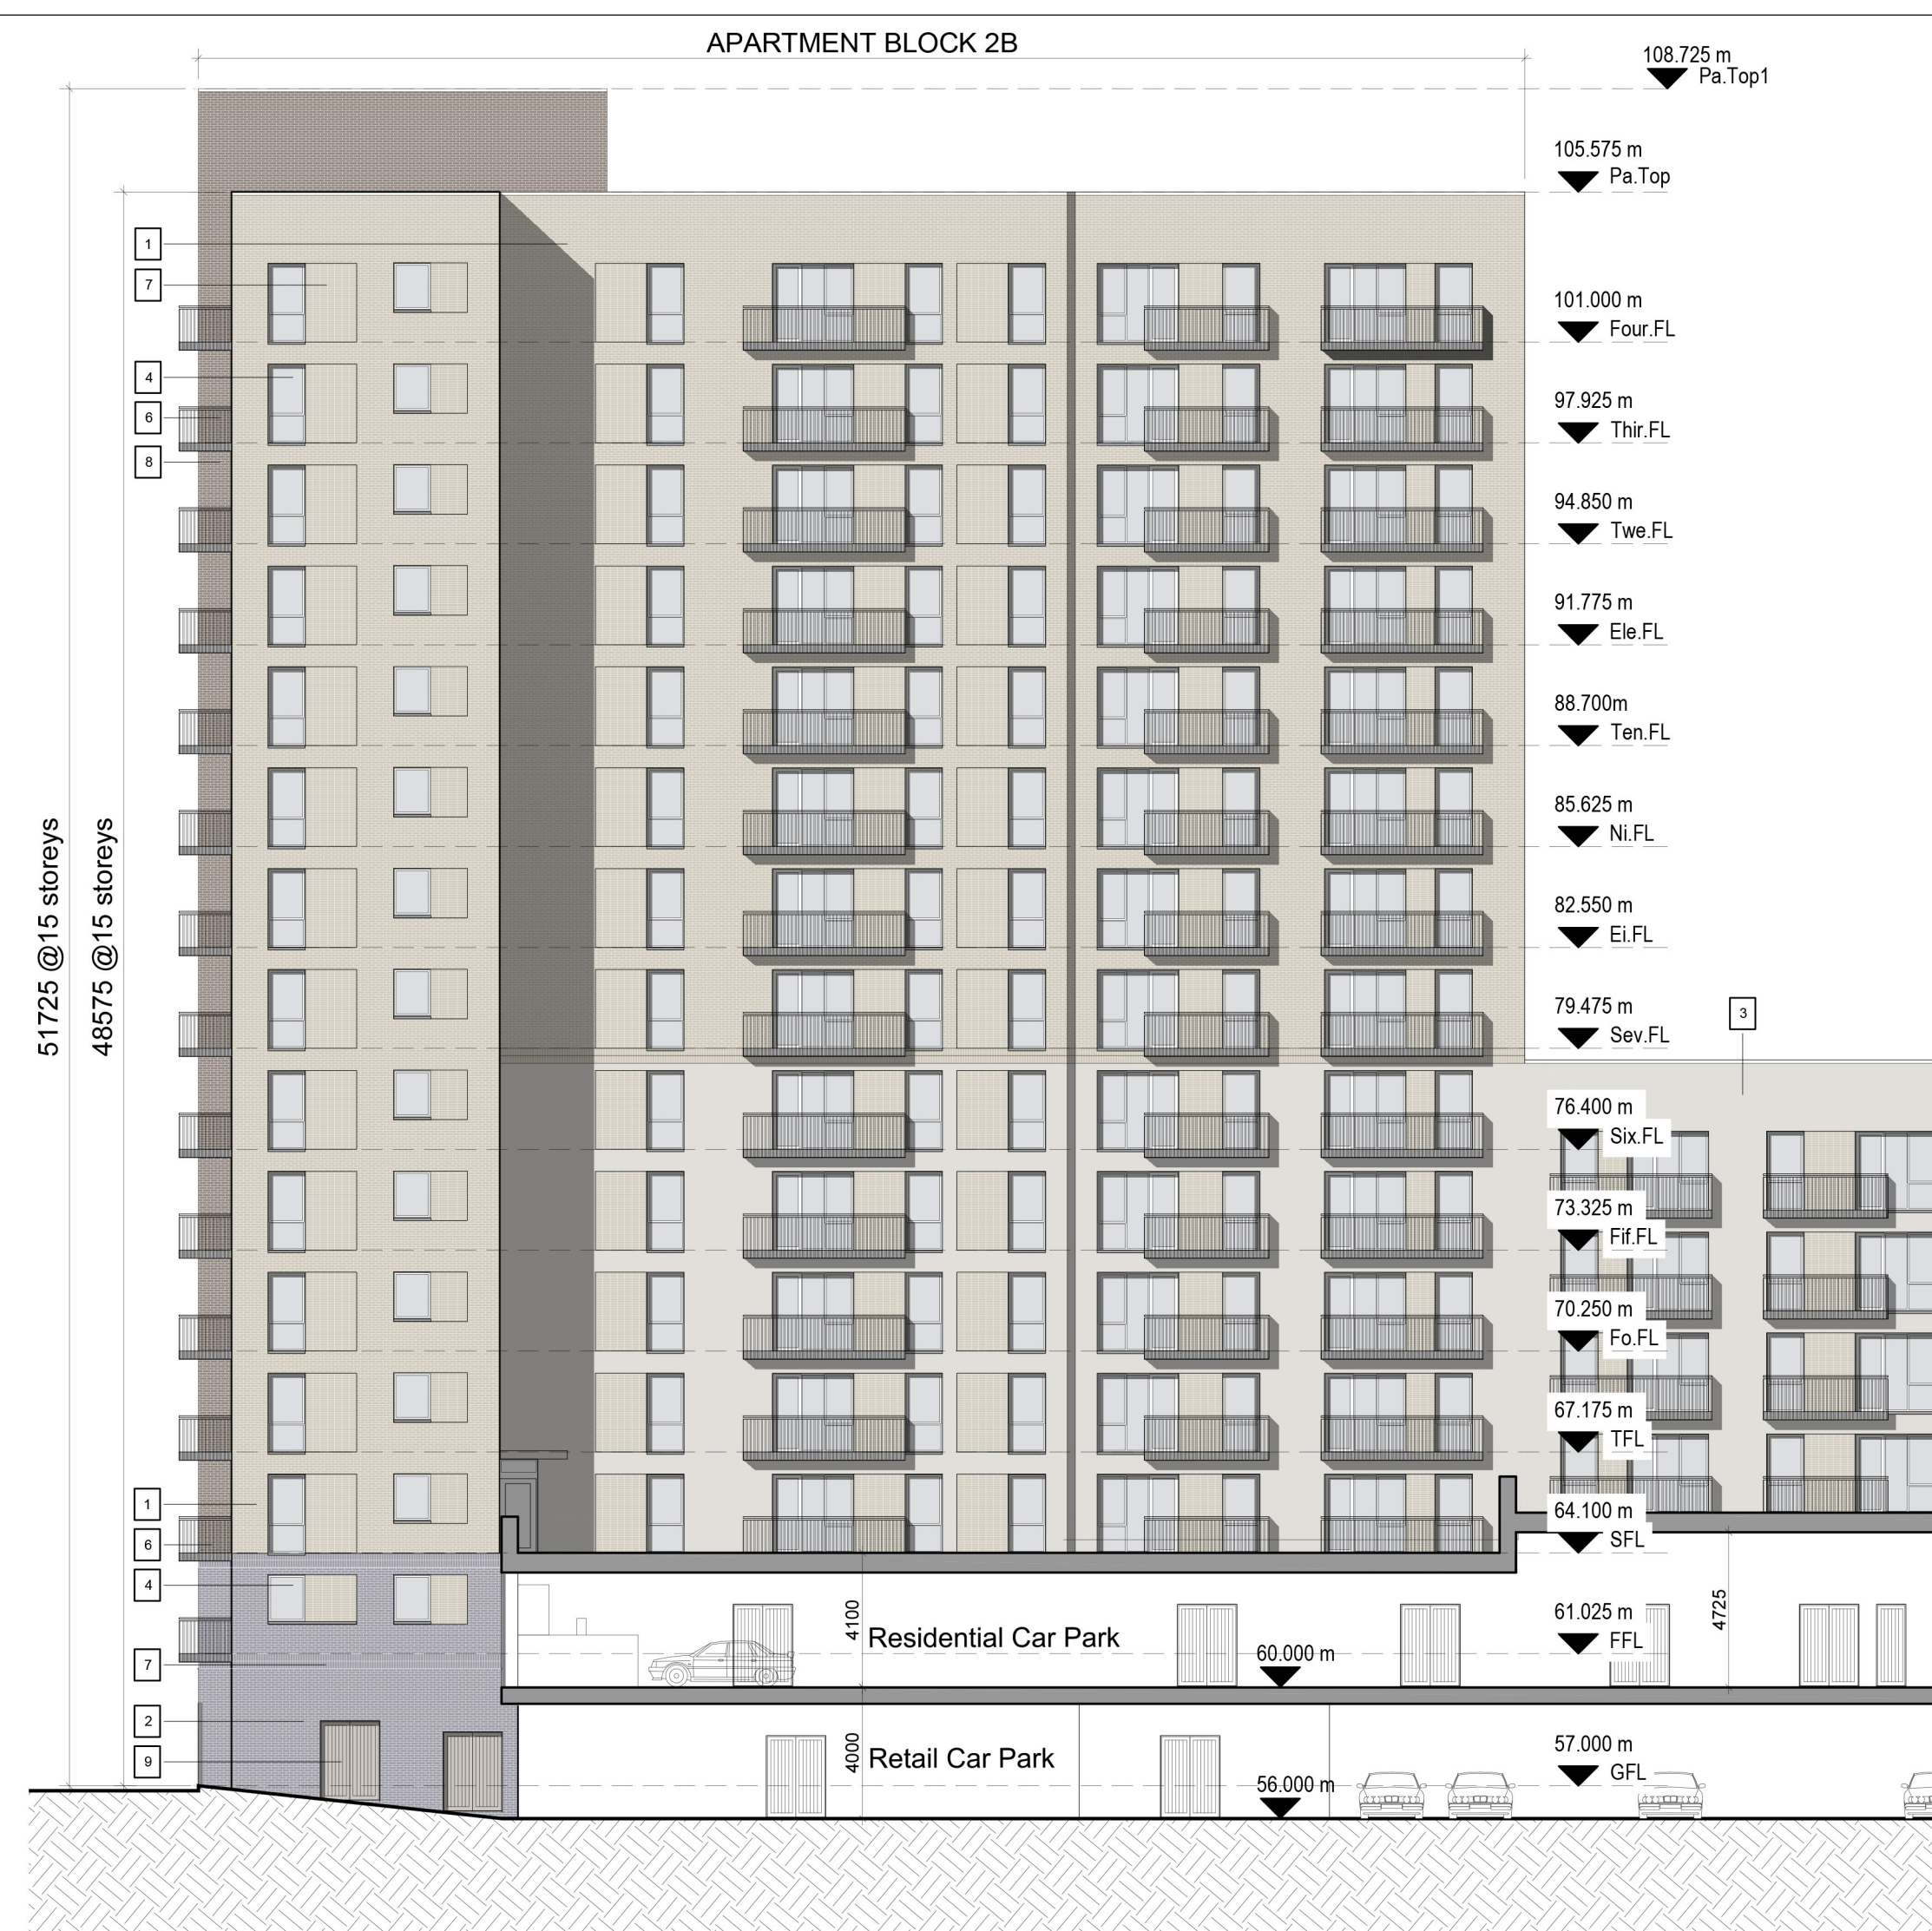 APARTMENT BLOCK 2B
108.725 m
Pa.Top1
105.575 m
Pa.Top
1
7
101.000 m
Four.FL
4
97.925 m
6
Thir.FL
8
94.850 m
Twe.FL
91.775 m
Ele.FL
88.700m
Ten.FL
51725 @15 storeys
48575 @15 storeys
85.625 m
Ni.FL
82.550 m
Ei.FL
79.475 m
3
Sev.FL
76.400 m
Six.FL
73.325 m
Fif.FL
70.250 m
Fo.FL
67.175 m
TFL
1
64.100 m
6
SFL
4
4100
Residential Car Park
61.025 m
4725
FFL
60.000 m
7
2
9
4000
Retail Car Park
57.000 m
GFL
56.000 m